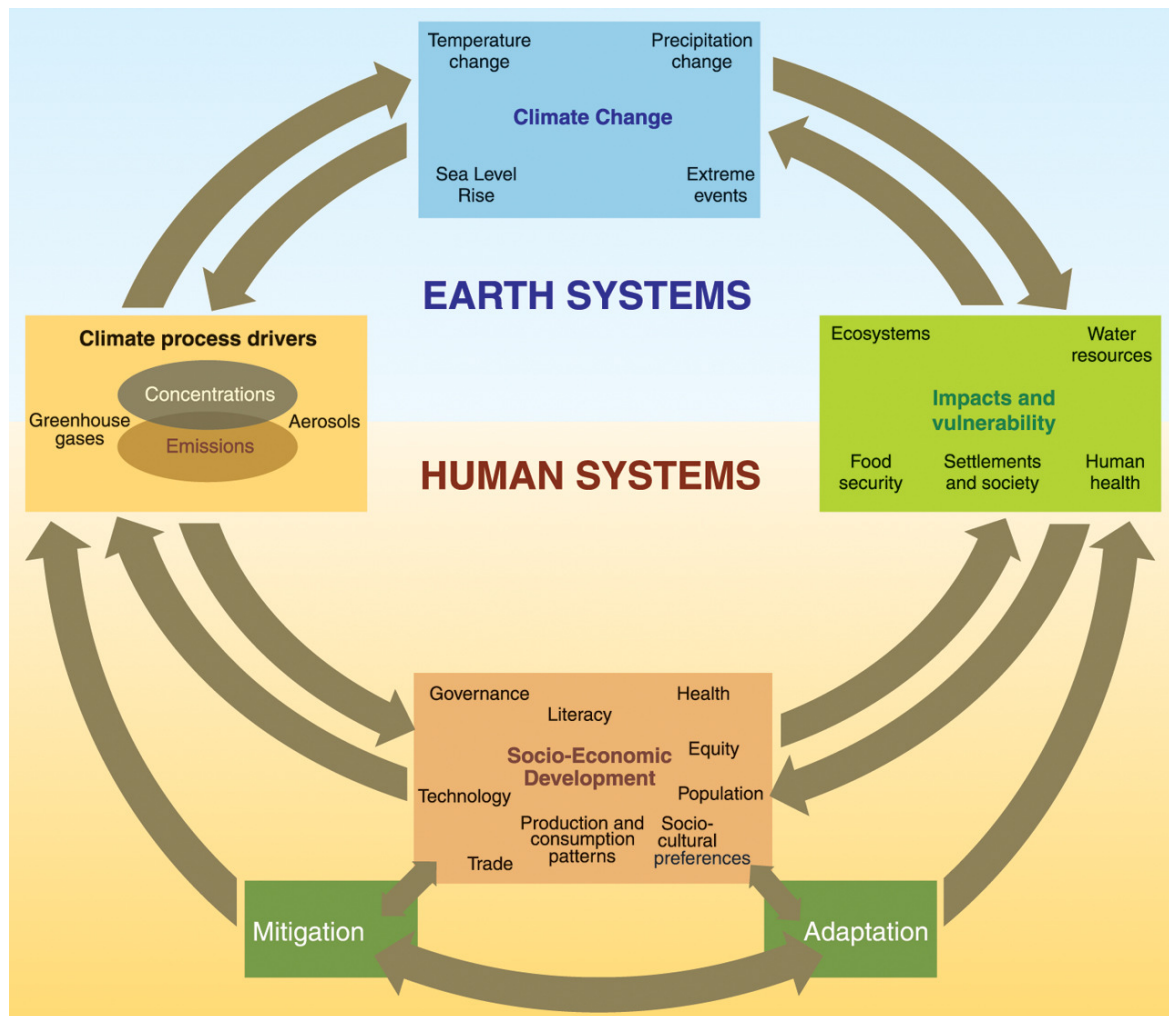 Temperature
change
Precipitation
change
Climate Change
Sea Level
Rise
Extreme
events
EARTH SYSTEMS
Climate process drivers
Concentrations
Greenhouse
gases
Aerosols
Emissions
Ecosystems
Water
resources
Impacts and
vulnerability
Food
security
Settlements
and society
Human
health
HUMAN SYSTEMS
Governance
Literacy
Health
Socio-Economic
Development
Equity
Technology
Population
Production and
consumption
patterns
Socio-
cultural
preferences
Trade
Mitigation
Adaptation